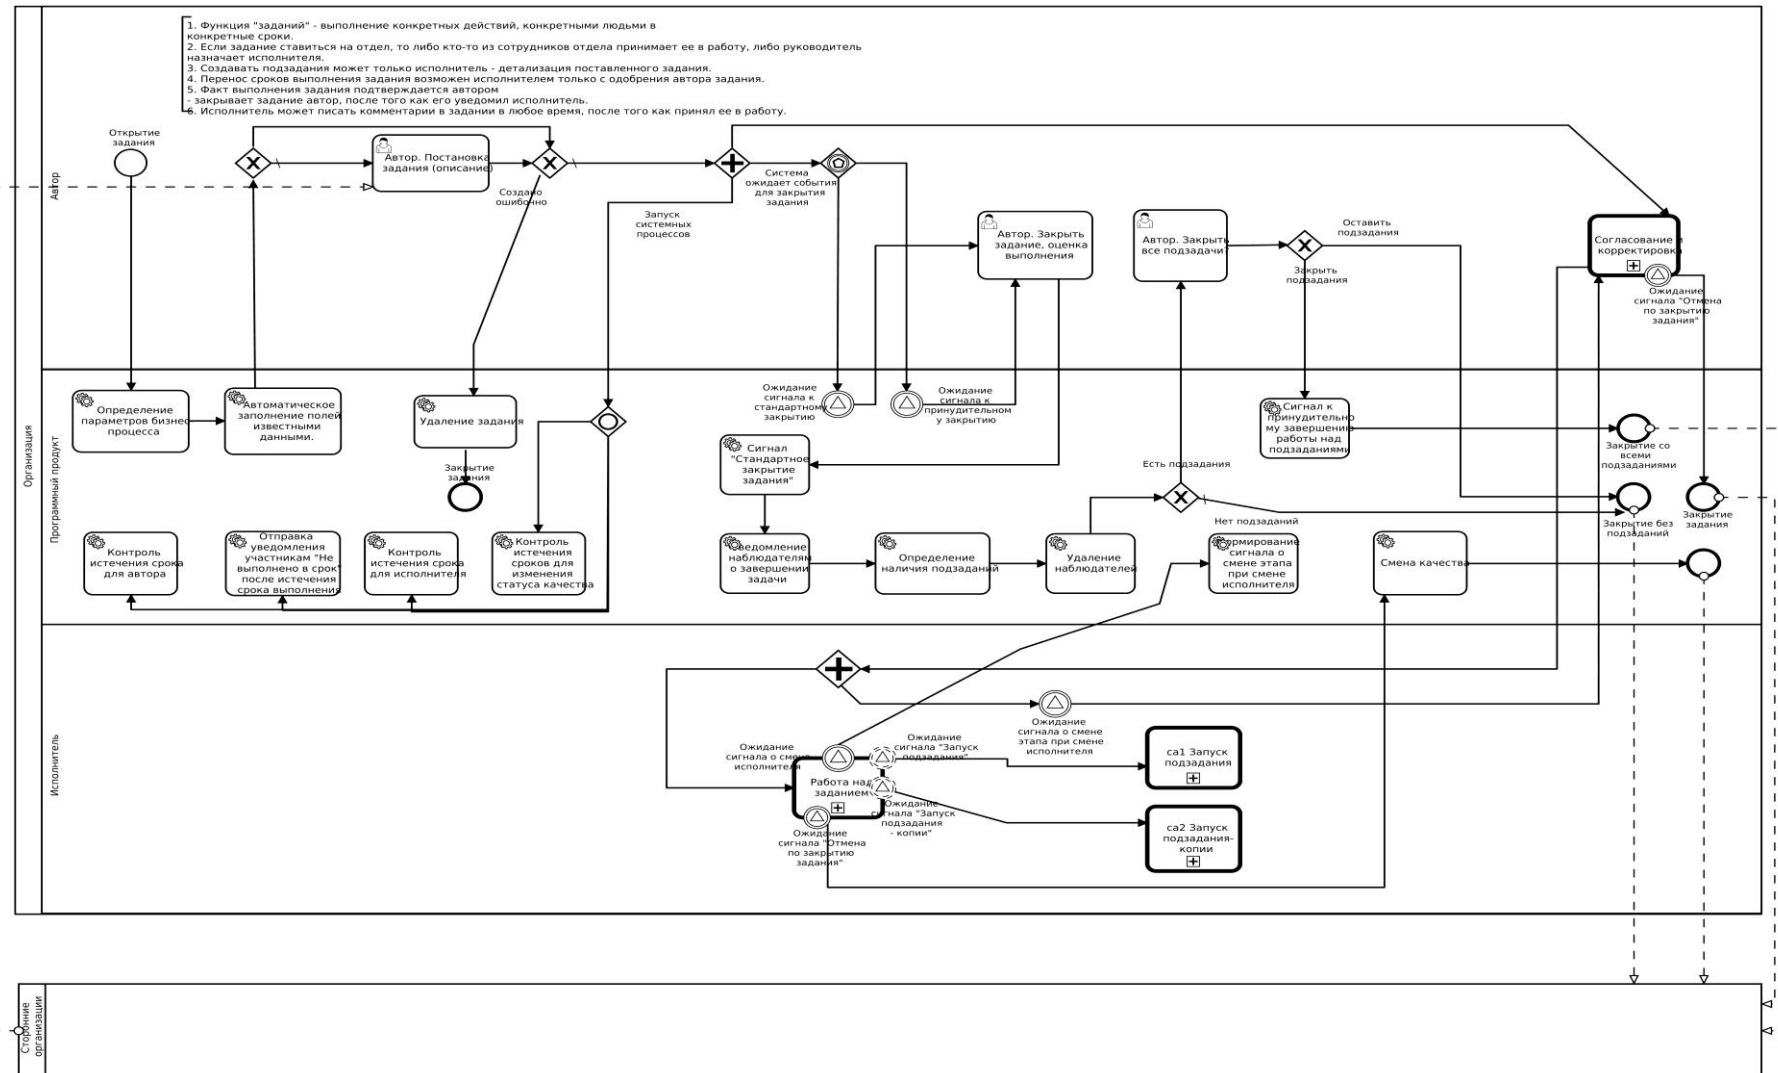 1. Функция "заданий" - выполнение конкретных действий, конкретными людьми в
конкретные сроки.
2. Если задание ставиться на отдел, то либо кто-то из сотрудников отдела принимает ее в работу, либо руководитель
назначает исполнителя.
3. Создавать подзадания может только исполнитель - детализация поставленного задания.
4. Перенос сроков выполнения задания возможен исполнителем только с одобрения автора задания.
5. Факт выполнения задания подтверждается автором
- закрывает задание автор, после того как его уведомил исполнитель.
6. Исполнитель может писать комментарии в задании в любое время, после того как принял ее в работу.
Организация
Автор
Открытие
задания
Автор. Постановка
задания (описание)
Создано
ошибочно
Запуск
системных
процессов
Система
ожидает события
для закрытия
задания
Автор. Закрыть
задание, оценка
выполнения
Автор. Закрыть
все подзадачи?
Оставить
подзадания
Закрыть
подзадания
Согласование и
корректировка
Ожидание
сигнала "Отмена
по закрытию
задания"
Программный продукт
Определение
параметров бизнес
процесса
Автоматическое
заполнение полей
известными
данными.
Удаление задания
Закрытие
задания
Ожидание
сигнала к
стандартному
закрытию
Ожидание
сигнала к
принудительном
у закрытию
Сигнал
"Стандартное
закрытие
задания"
Есть подзадания
Сигнал к
принудительно
му завершению
работы над
подзаданиями
Закрытие со
всеми
подзаданиями
Закрытие без
подзаданий
Закрытие
задания
Нет подзаданий
Контроль
истечения срока
для автора
Отправка
уведомления
участникам "Не
выполнено в срок"
после истечения
срока выполнения
Контроль
истечения срока
для исполнителя
Контроль
истечения
сроков для
изменения
статуса качества
наблюдателям
о завершении
задачи
Определение
наличия подзаданий
Удаление
наблюдателей
сигнала о
смене этапа
при смене
исполнителя
Смена качества
Исполнитель
Ожидание
сигнала о смене
этапа при смене
исполнителя
Ожидание
сигнала о смене
исполнителя
Ожидание
сигнала "Запуск
подзадания"
Работа над
заданием
Ожидание
сигнала "Запуск
подзадания
- копии"
Ожидание
сигнала "Отмена
по закрытию
задания"
ca1 Запуск
подзадания
ca2 Запуск
подзадания-
копии
Сторонние
организации